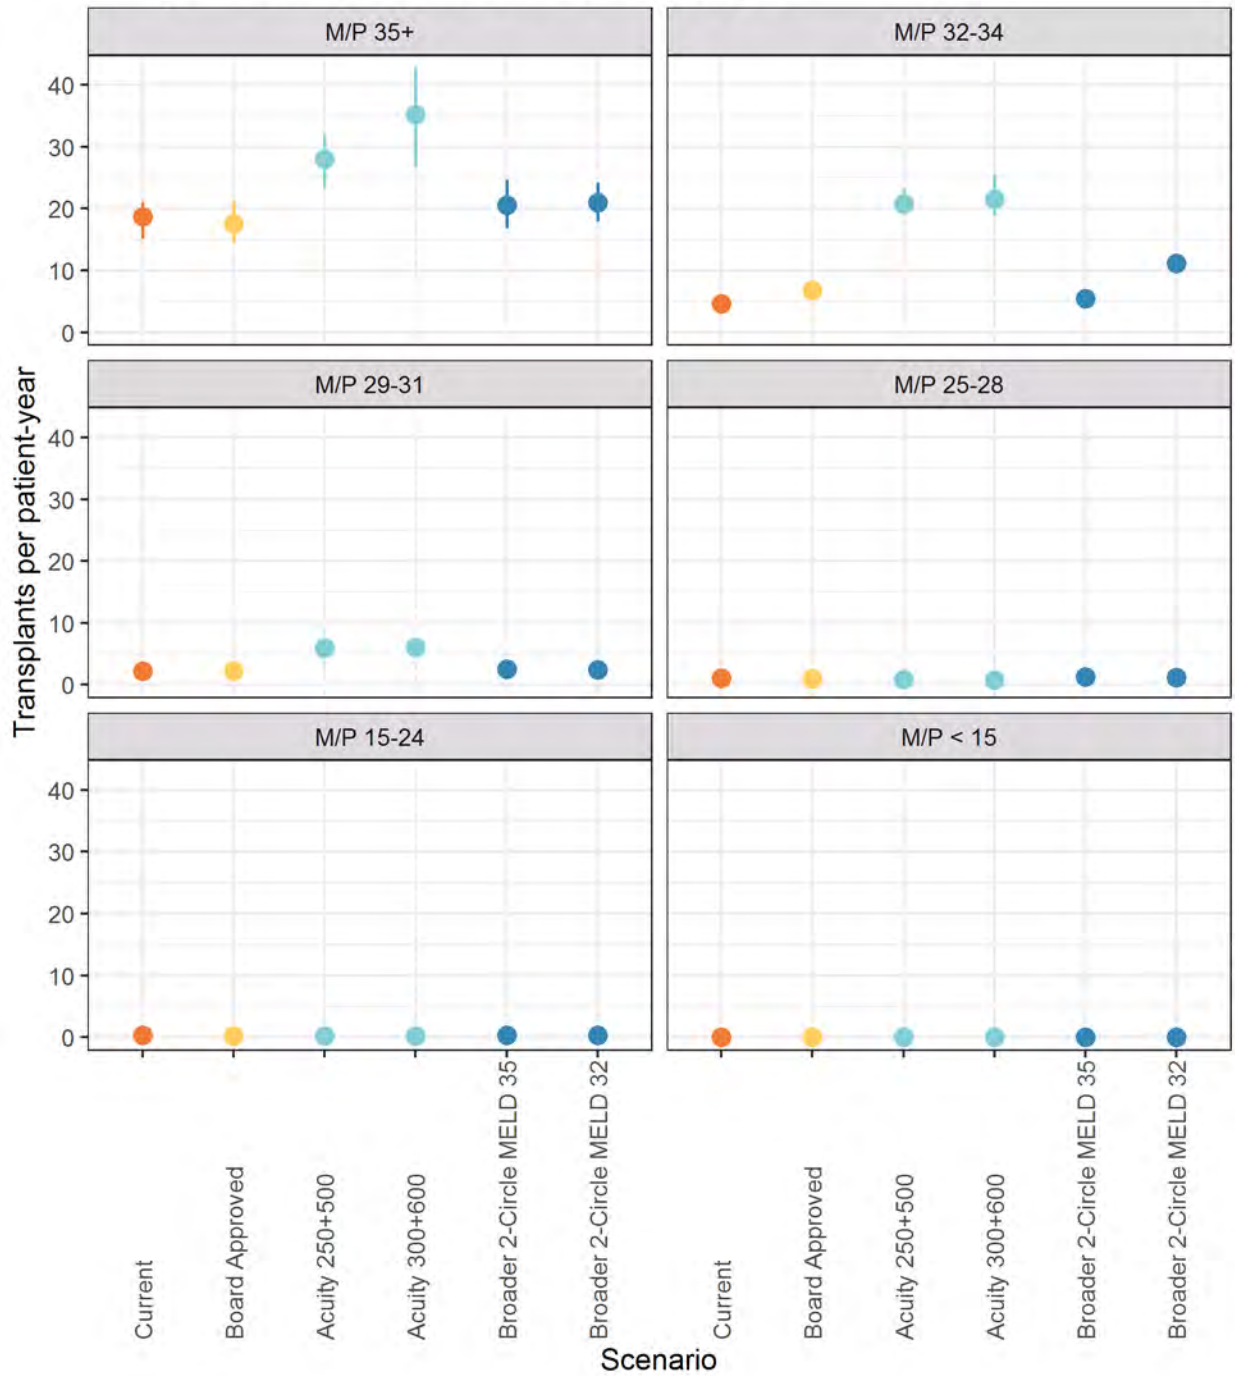 M/P 35+
M/P 32-34
40
30
20
10
0
M/P 29-31
M/P 25-28
40
30
20
10
0
M/P 15-24
M/P < 15
40
30
20
10
0
Transplants per patient-year
Current
Board Approved
Acuity 250+500
Acuity 300+600
Broader 2-Circle MELD 35
Broader 2-Circle MELD 32
Current
Board Approved
Acuity 250+500
Acuity 300+600
Broader 2-Circle MELD 35
Broader 2-Circle MELD 32
Scenario